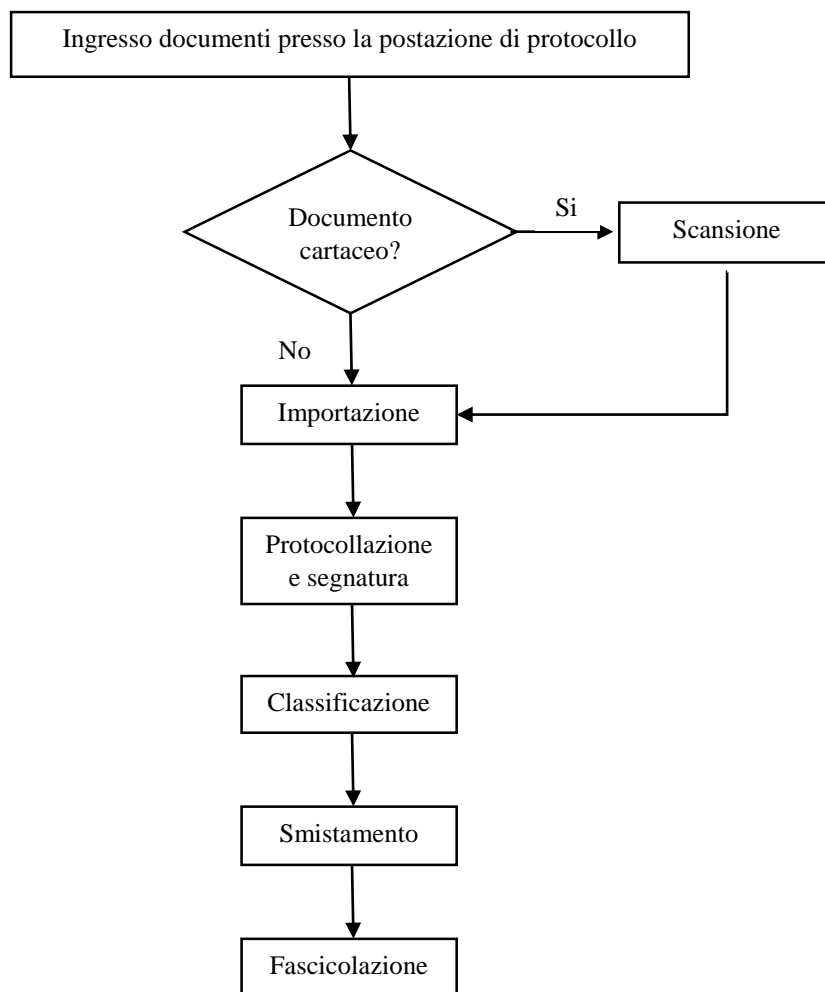 Ingresso documenti presso la postazione di protocollo
Documento
cartaceo?
Si
Scansione
No
Importazione
Protocollazione
e segnatura
Classificazione
Smistamento
Fascicolazione